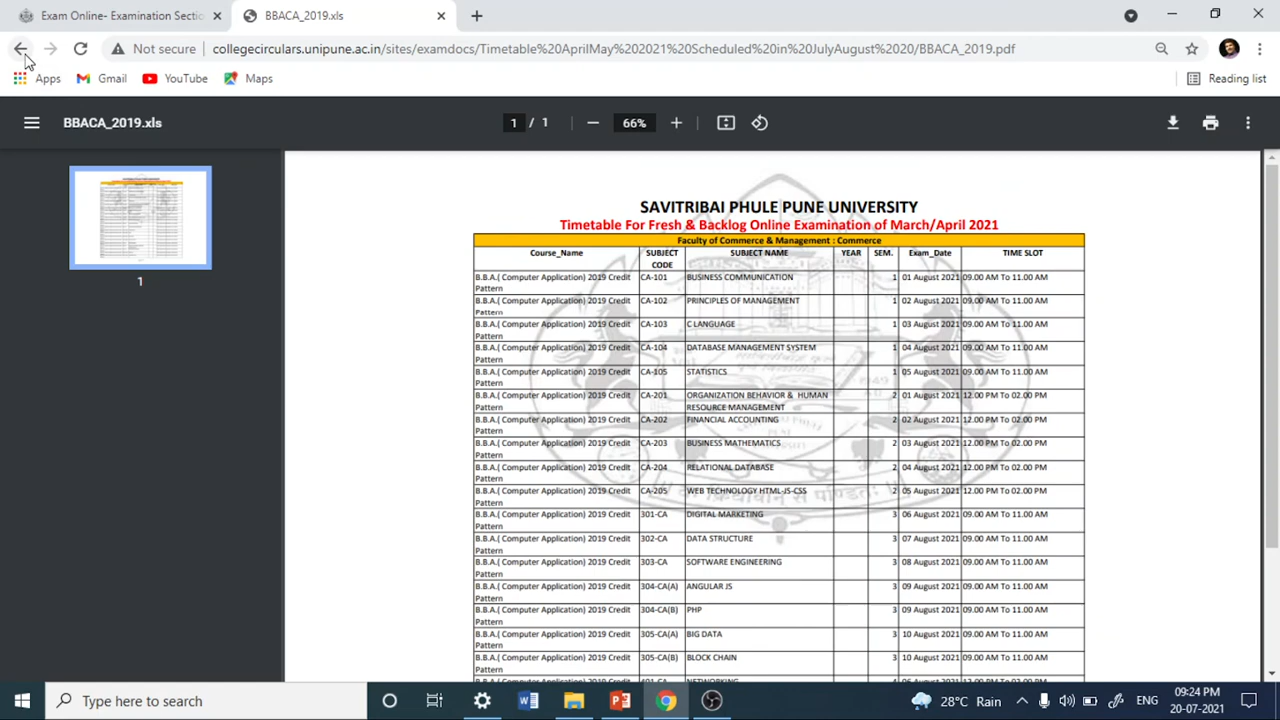 Exam Online- Examination Sectio
BBACA_2019.xls
Not secure
collegecirculars.unipune.ac.in/sites/examdocs/Timetable%20AprilMay%202021%20Scheduled%20in%20JulyAugust%2020/BBACA_2019.pdf
Apps Gmail YouTube Maps Reading list
BBACA_2019.xls 1 / 1 66%
1
SAVITRIBAI PHULE PUNE UNIVERSITY
Timetable For Fresh & Backlog Online Examination of March/April 2021
Faculty of Commerce & Management : Commerce
Course_Name SUBJECT CODE SUBJECT NAME YEAR SEM. Exam_Date TIME SLOT
B.B.A.( Computer Application) 2019 Credit Pattern CA-101 BUSINESS COMMUNICATION 1 01 August 2021 09.00 AM To 11.00 AM
B.B.A.( Computer Application) 2019 Credit Pattern CA-102 PRINCIPLES OF MANAGEMENT 1 02 August 2021 09.00 AM To 11.00 AM
B.B.A.( Computer Application) 2019 Credit Pattern CA-103 C LANGUAGE 1 03 August 2021 09.00 AM To 11.00 AM
B.B.A.( Computer Application) 2019 Credit Pattern CA-104 DATABASE MANAGEMENT SYSTEM 1 04 August 2021 09.00 AM To 11.00 AM
B.B.A.( Computer Application) 2019 Credit Pattern CA-105 STATISTICS 1 05 August 2021 09.00 AM To 11.00 AM
B.B.A.( Computer Application) 2019 Credit Pattern CA-201 ORGANIZATION BEHAVIOR & HUMAN RESOURCE MANAGEMENT 2 01 August 2021 12.00 PM To 02.00 PM
B.B.A.( Computer Application) 2019 Credit Pattern CA-202 FINANCIAL ACCOUNTING 2 02 August 2021 12.00 PM To 02.00 PM
B.B.A.( Computer Application) 2019 Credit Pattern CA-203 BUSINESS MATHEMATICS 2 03 August 2021 12.00 PM To 02.00 PM
B.B.A.( Computer Application) 2019 Credit Pattern CA-204 RELATIONAL DATABASE 2 04 August 2021 12.00 PM To 02.00 PM
B.B.A.( Computer Application) 2019 Credit Pattern CA-205 WEB TECHNOLOGY HTML-JS-CSS 2 05 August 2021 12.00 PM To 02.00 PM
B.B.A.( Computer Application) 2019 Credit Pattern 301-CA DIGITAL MARKETING 3 06 August 2021 09.00 AM To 11.00 AM
B.B.A.( Computer Application) 2019 Credit Pattern 302-CA DATA STRUCTURE 3 07 August 2021 09.00 AM To 11.00 AM
B.B.A.( Computer Application) 2019 Credit Pattern 303-CA SOFTWARE ENGINEERING 3 08 August 2021 09.00 AM To 11.00 AM
B.B.A.( Computer Application) 2019 Credit Pattern 304-CA(A) ANGULAR JS 3 09 August 2021 09.00 AM To 11.00 AM
B.B.A.( Computer Application) 2019 Credit Pattern 304-CA(B) PHP 3 09 August 2021 09.00 AM To 11.00 AM
B.B.A.( Computer Application) 2019 Credit Pattern 305-CA(A) BIG DATA 3 10 August 2021 09.00 AM To 11.00 AM
B.B.A.( Computer Application) 2019 Credit Pattern 305-CA(B) BLOCK CHAIN 3 10 August 2021 09.00 AM To 11.00 AM
Type here to search
28°C Rain
ENG
09:24 PM
20-07-2021